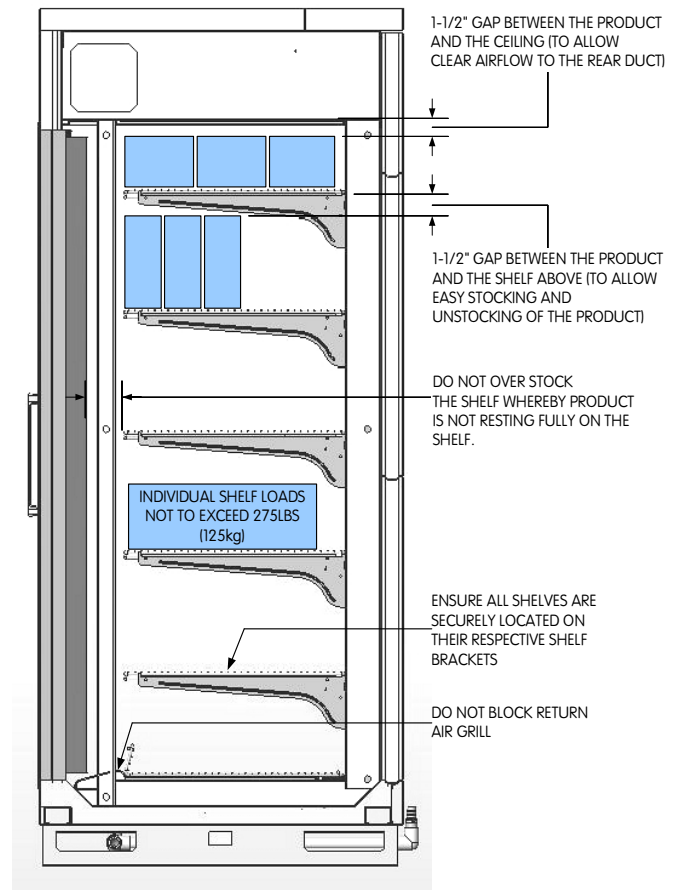 1-1/2" GAP BETWEEN THE PRODUCT
AND THE CEILING (TO ALLOW
CLEAR AIRFLOW TO THE REAR DUCT)
1-1/2" GAP BETWEEN THE PRODUCT
AND THE SHELF ABOVE (TO ALLOW
EASY STOCKING AND
UNSTOCKING OF THE PRODUCT)
DO NOT OVER STOCK
THE SHELF WHEREBY PRODUCT
IS NOT RESTING FULLY ON THE
SHELF.
INDIVIDUAL SHELF LOADS
NOT TO EXCEED 275LBS
(125kg)
ENSURE ALL SHELVES ARE
SECURELY LOCATED ON
THEIR RESPECTIVE SHELF
BRACKETS
DO NOT BLOCK RETURN
AIR GRILL